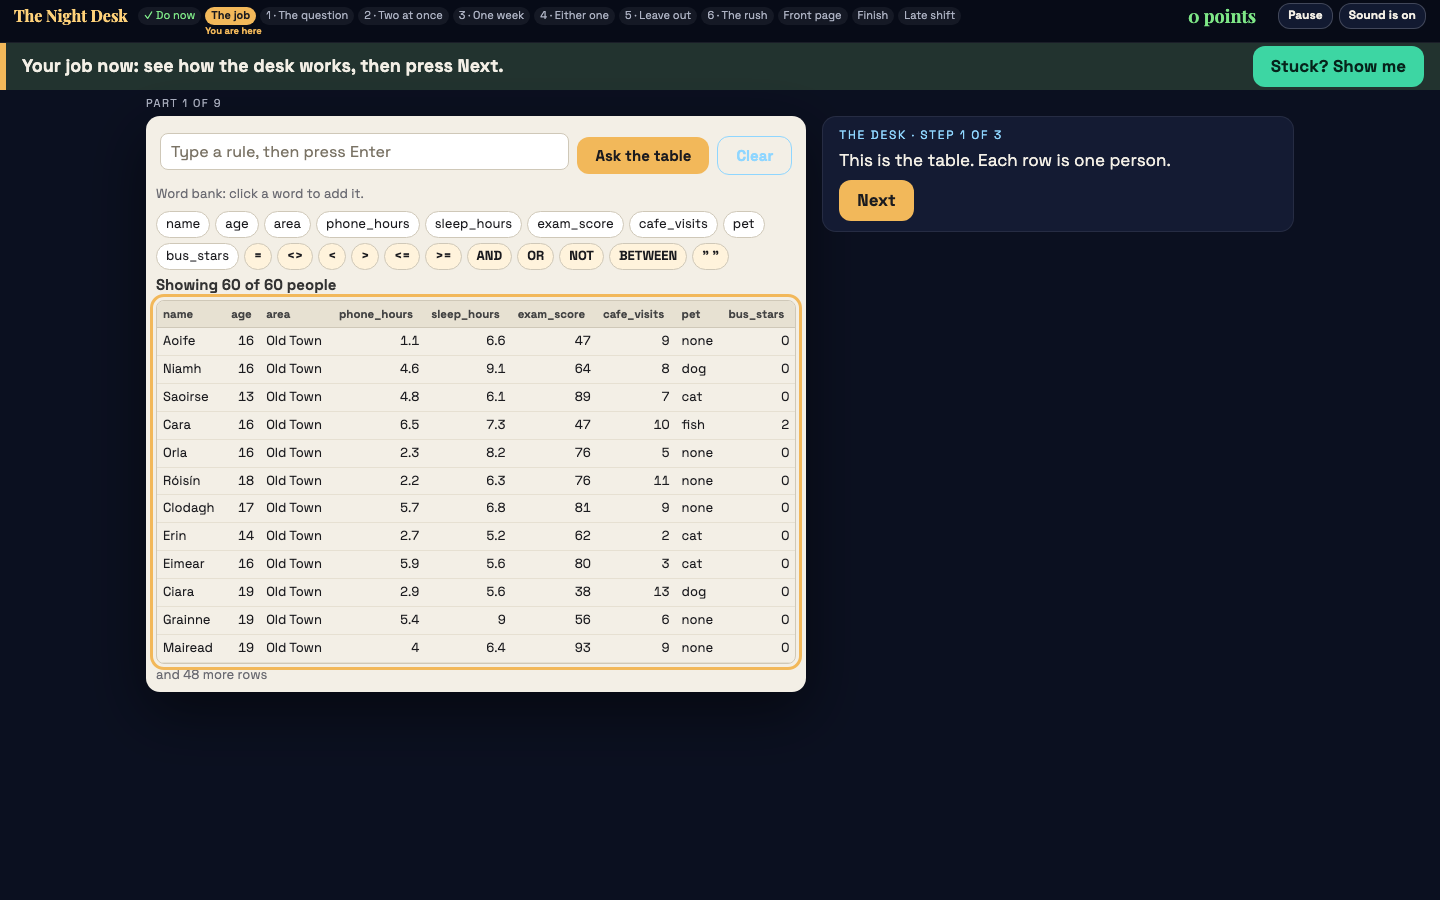 The Night Desk ✓ Do now The job 1 · The question 2 · Two at once 3 · One week 4 · Either one 5 · Leave out 6 · The rush Front page Finish Late shift 0 points Pause Sound is on
You are here
Your job now: see how the desk works, then press Next. Stuck? Show me
PART 1 OF 9
Type a rule, then press Enter Ask the table Clear
Word bank: click a word to add it.
name age area phone_hours sleep_hours exam_score cafe_visits pet
bus_stars = <> < > <= >= AND OR NOT BETWEEN " "
Showing 60 of 60 people
name age area phone_hours sleep_hours exam_score cafe_visits pet bus_stars
Aoife 16 Old Town 1.1 6.6 47 9 none 0
Niamh 16 Old Town 4.6 9.1 64 8 dog 0
Saoirse 13 Old Town 4.8 6.1 89 7 cat 0
Cara 16 Old Town 6.5 7.3 47 10 fish 2
Orla 16 Old Town 2.3 8.2 76 5 none 0
Róisín 18 Old Town 2.2 6.3 76 11 none 0
Clodagh 17 Old Town 5.7 6.8 81 9 none 0
Erin 14 Old Town 2.7 5.2 62 2 cat 0
Eimear 16 Old Town 5.9 5.6 80 3 cat 0
Ciara 19 Old Town 2.9 5.6 38 13 dog 0
Grainne 19 Old Town 5.4 9 56 6 none 0
Mairead 19 Old Town 4 6.4 93 9 none 0
and 48 more rows
THE DESK · STEP 1 OF 3
This is the table. Each row is one person.
Next